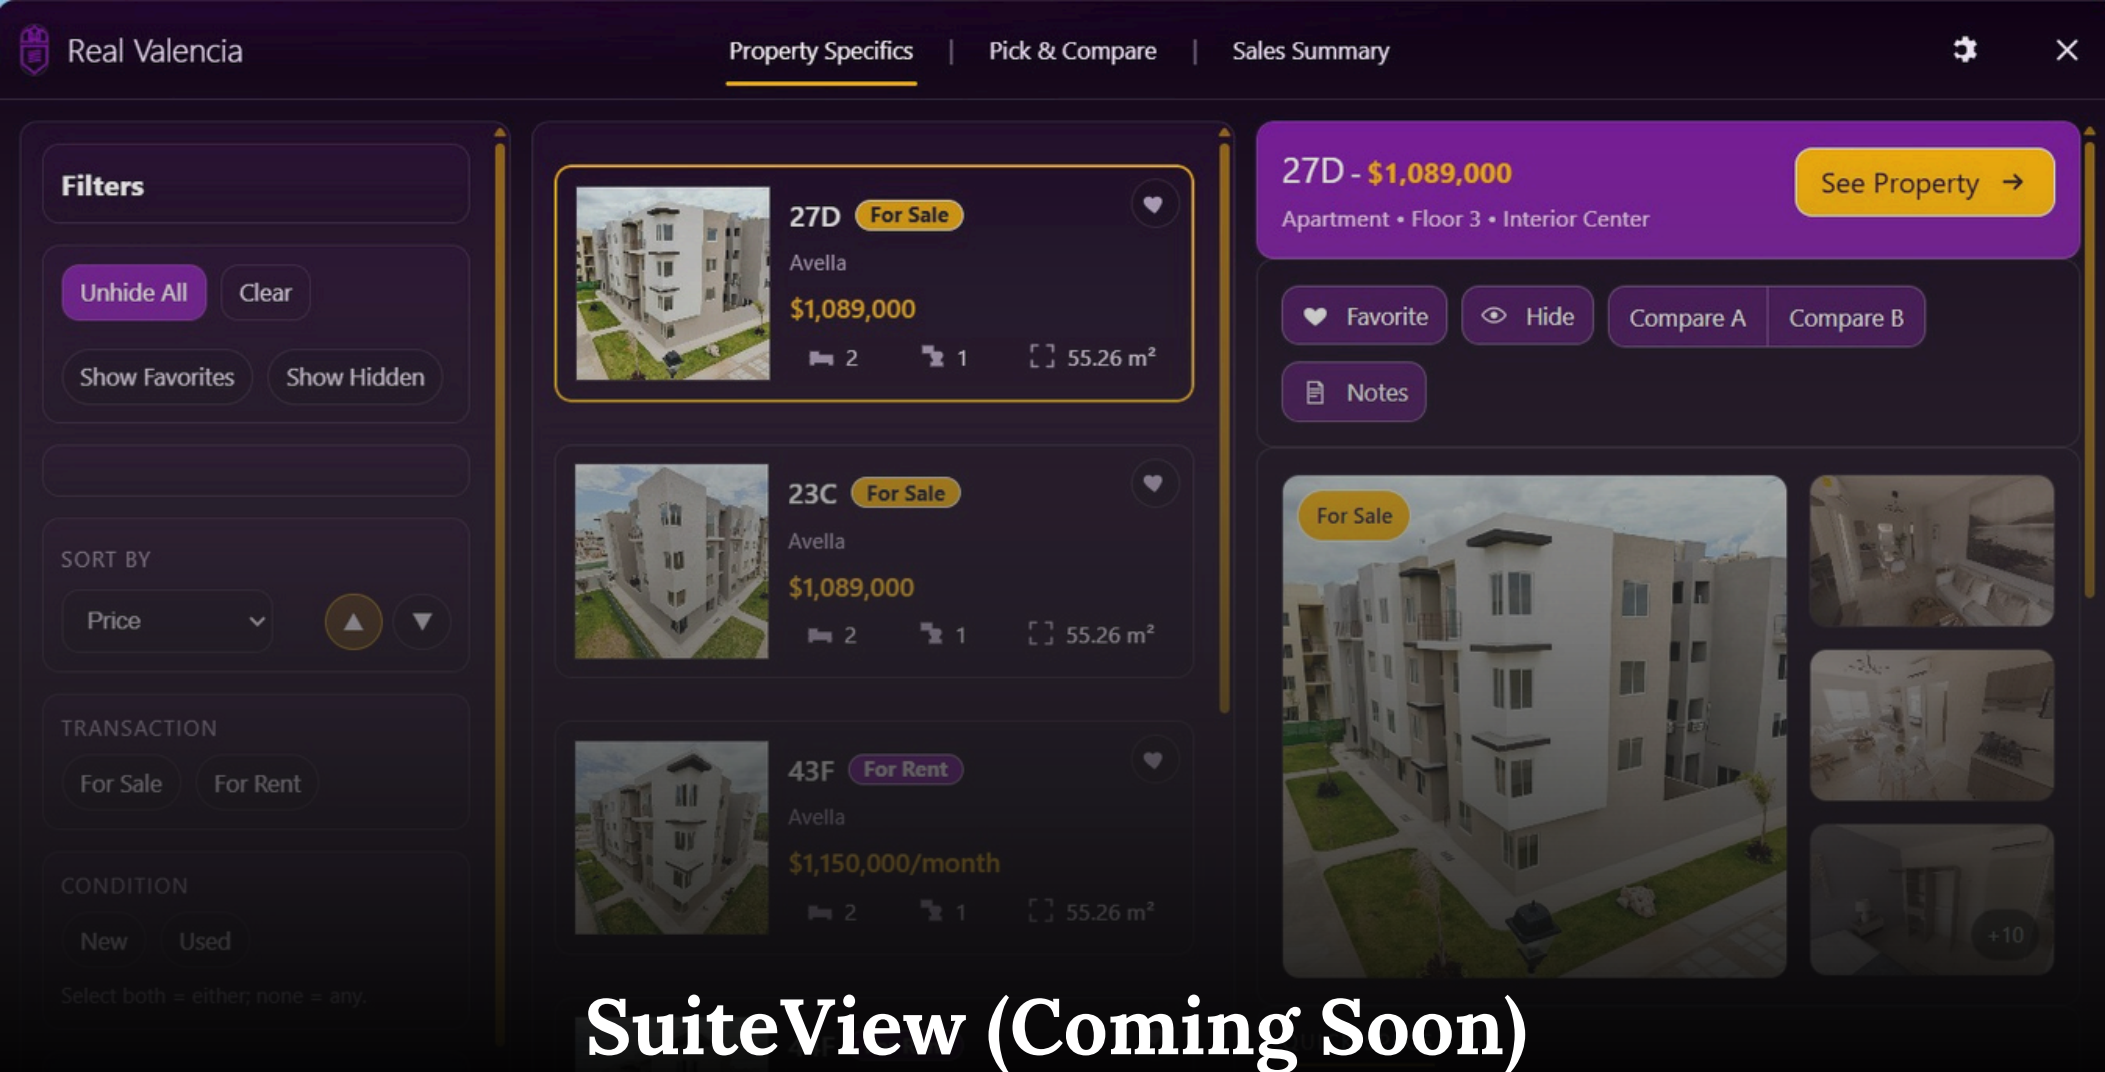 Real Valencia
Property Specifics | Pick & Compare | Sales Summary
Filters
Unhide All
Clear
Show Favorites
Show Hidden
SORT BY
Price
TRANSACTION
For Sale
For Rent
CONDITION
New
Used
Select both = either; none = any.
27D For Sale
Avella
$1,089,000
2 1 55.26 m²
23C For Sale
Avella
$1,089,000
2 1 55.26 m²
43F For Rent
Avella
$1,150,000/month
2 1 55.26 m²
27D - $1,089,000
Apartment • Floor 3 • Interior Center
See Property →
Favorite
Hide
Compare A
Compare B
Notes
For Sale
+10
SuiteView (Coming Soon)